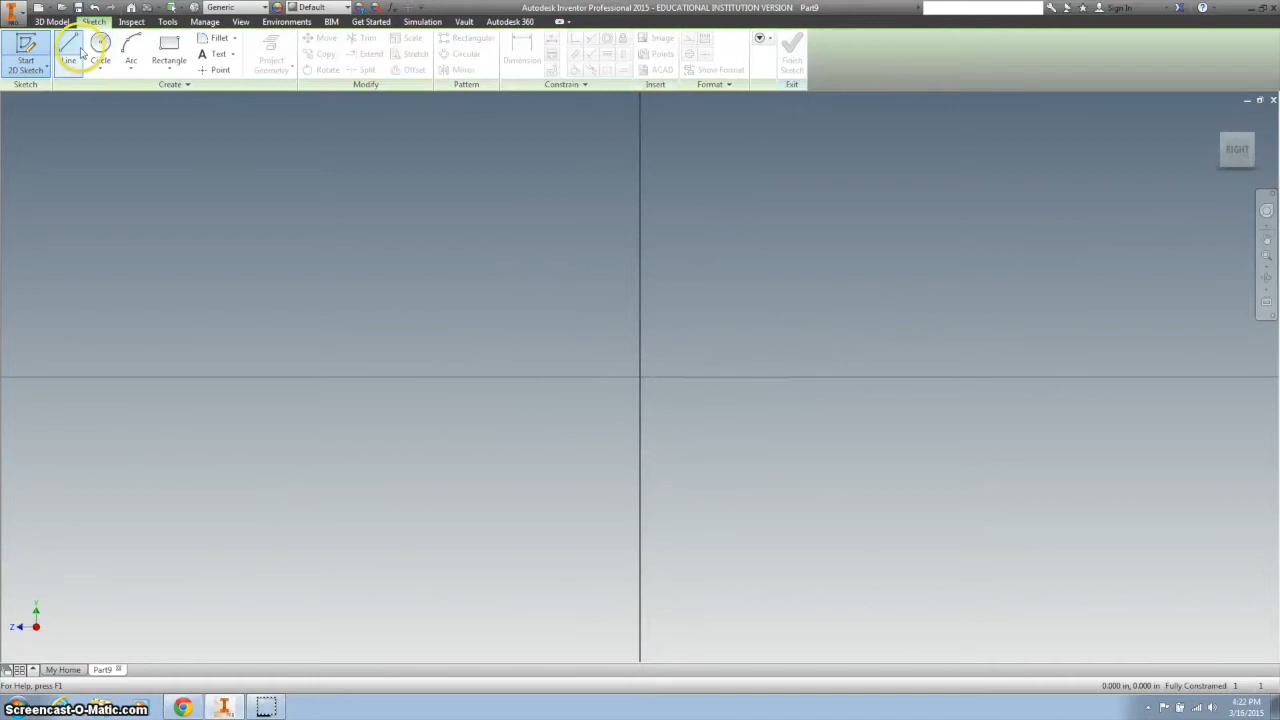 PRO
Generic
Default
Autodesk Inventor Professional 2015 - EDUCATIONAL INSTITUTION VERSION Part9
Sign In
3D Model Sketch Inspect Tools Manage View Environments BIM Get Started Simulation Vault Autodesk 360
Start
2D Sketch
Line
Circle
Arc
Rectangle
Fillet
Text
Point
Project
Geometry
Move
Copy
Rotate
Trim
Extend
Split
Scale
Stretch
Offset
Rectangular
Circular
Mirror
Dimension
Image
Points
ACAD
Show Format
Finish
Sketch
Sketch Create Modify Pattern Constrain Insert Format Exit
RIGHT
Y
Z
My Home Part9
For Help, press F1
0.000 in, 0.000 in Fully Constrained 1 1
Screencast-O-Matic.com
4:22 PM
3/16/2015